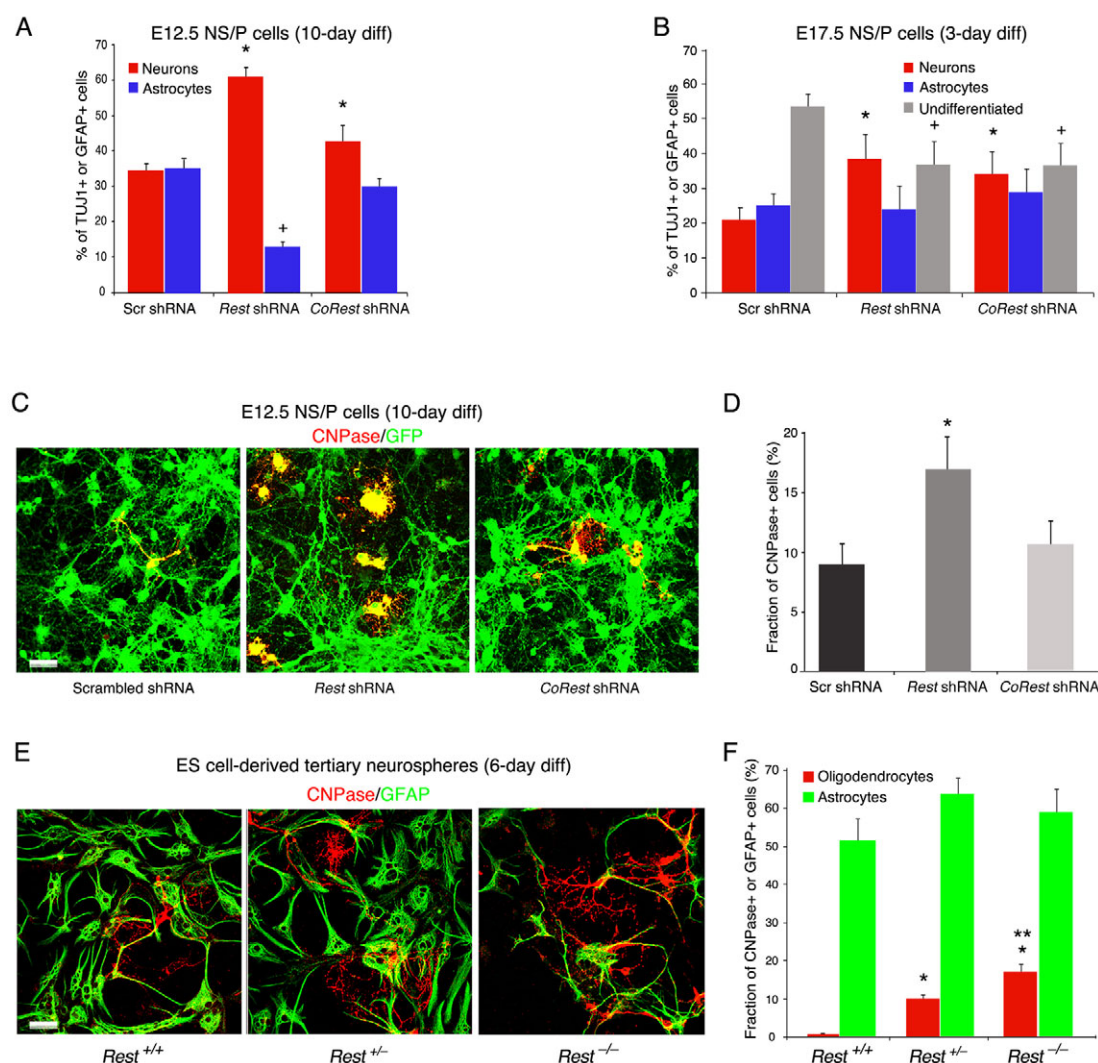 A
E12.5 NS/P cells (10-day diff)
% of TUJ1+ or GFAP+ cells
70
60
50
40
30
20
10
0
Neurons
Astrocytes
*
+
*
Scr shRNA
Rest shRNA
CoRest shRNA
B
E17.5 NS/P cells (3-day diff)
% of TUJ1+ or GFAP+ cells
70
60
50
40
30
20
10
0
Neurons
Astrocytes
Undifferentiated
*
+
*
+
Scr shRNA
Rest shRNA
CoRest shRNA
C
E12.5 NS/P cells (10-day diff)
CNPase/GFP
Scrambled shRNA
Rest shRNA
CoRest shRNA
D
Fraction of CNPase+ cells (%)
20
15
10
5
0
*
Scr shRNA
Rest shRNA
CoRest shRNA
E
ES cell-derived tertiary neurospheres (6-day diff)
CNPase/GFAP
Rest +/+
Rest +/–
Rest –/–
F
Fraction of CNPase+ or GFAP+ cells (%)
70
60
50
40
30
20
10
0
Oligodendrocytes
Astrocytes
*
**
*
Rest +/+
Rest +/–
Rest –/–